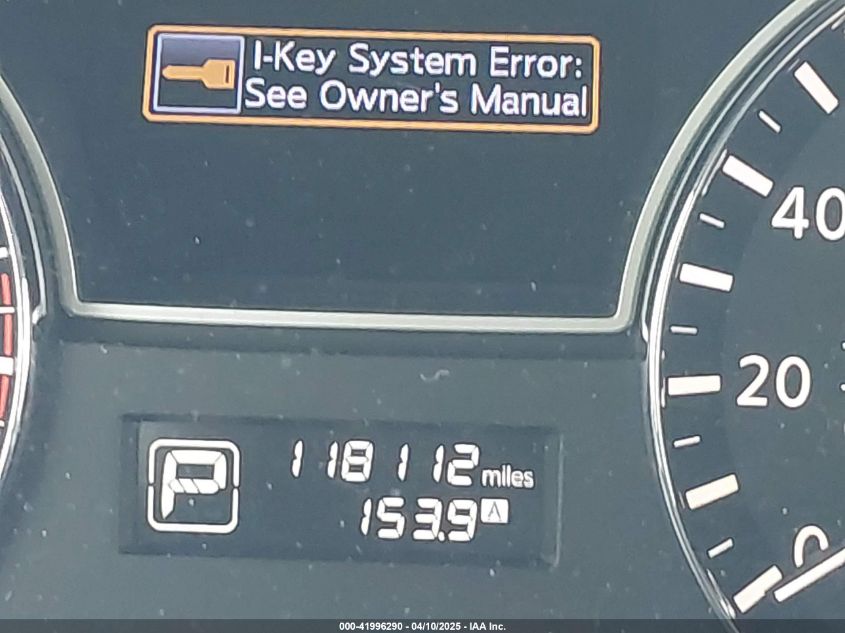 I-Key System Error:
See Owner's Manual
40
20
0
P
118112 miles
153.9 A
000-41996290 - 04/10/2025 - IAA Inc.